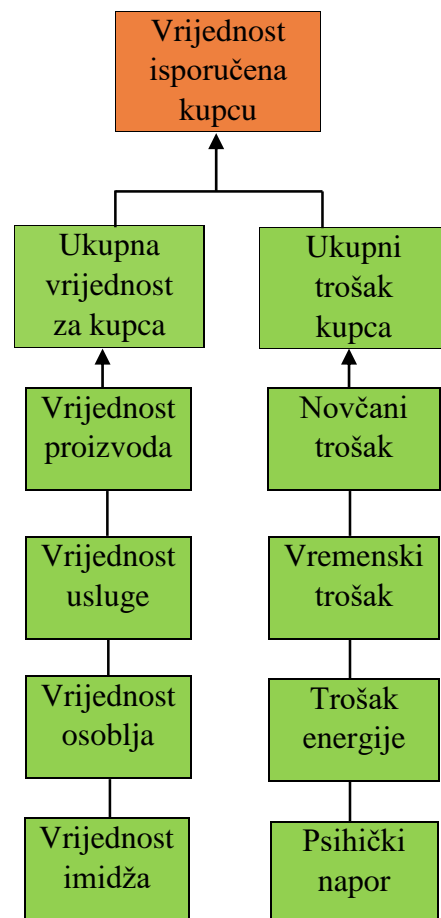 Vrijednost
isporučena
kupcu
Ukupna
vrijednost
za kupca
Ukupni
trošak
kupca
Vrijednost
proizvoda
Novčani
trošak
Vrijednost
usluge
Vremenski
trošak
Vrijednost
osoblja
Trošak
energije
Vrijednost
imidža
Psihički
napor